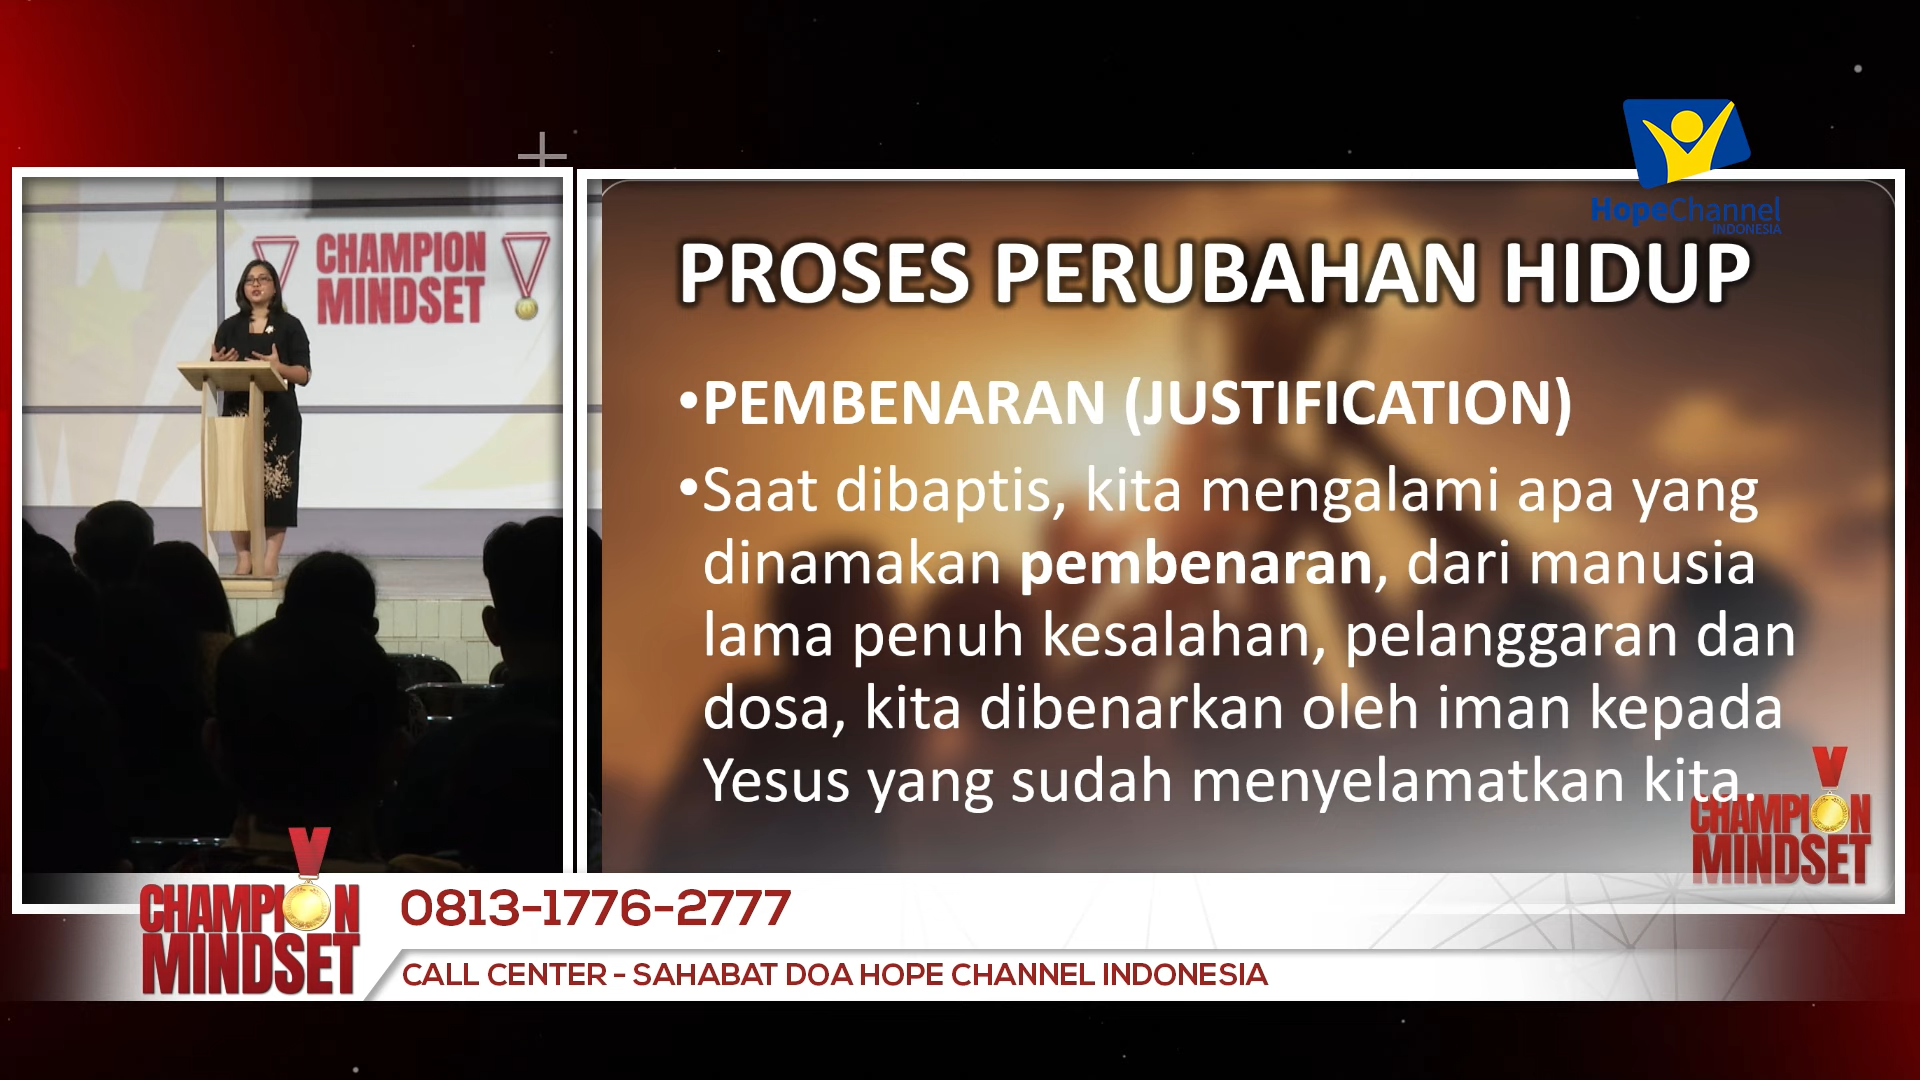 CHAMPION
MINDSET
HopeChannel
INDONESIA
PROSES PERUBAHAN HIDUP
•PEMBENARAN (JUSTIFICATION)
•Saat dibaptis, kita mengalami apa yang
dinamakan pembenaran, dari manusia
lama penuh kesalahan, pelanggaran dan
dosa, kita dibenarkan oleh iman kepada
Yesus yang sudah menyelamatkan kita.
CHAMPION
MINDSET
CHAMPION
MINDSET
0813-1776-2777
CALL CENTER - SAHABAT DOA HOPE CHANNEL INDONESIA